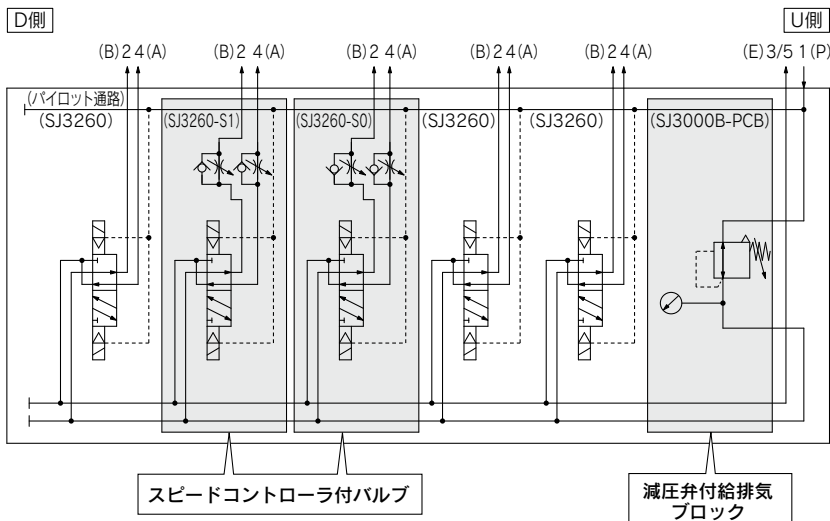 D側
U側
(B)2 4(A)
(B)2 4(A)
(B)2 4(A)
(B)2 4(A)
(B)2 4(A)
(E)3/5 1(P)
(パイロット通路)
(SJ3260)
(SJ3260-S1)
(SJ3260-S0)
(SJ3260)
(SJ3260)
(SJ3000B-PCB)
スピードコントローラ付バルブ
減圧弁付給排気
ブロック